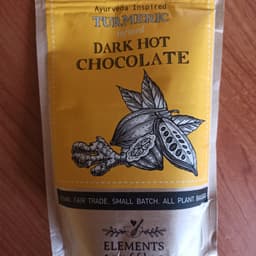 Ayurveda Inspired
TURMERIC
DARK HOT
CHOCOLATE
FAIR TRADE. SMALL BATCH. ALL PLANT BASED
ELEMENTS